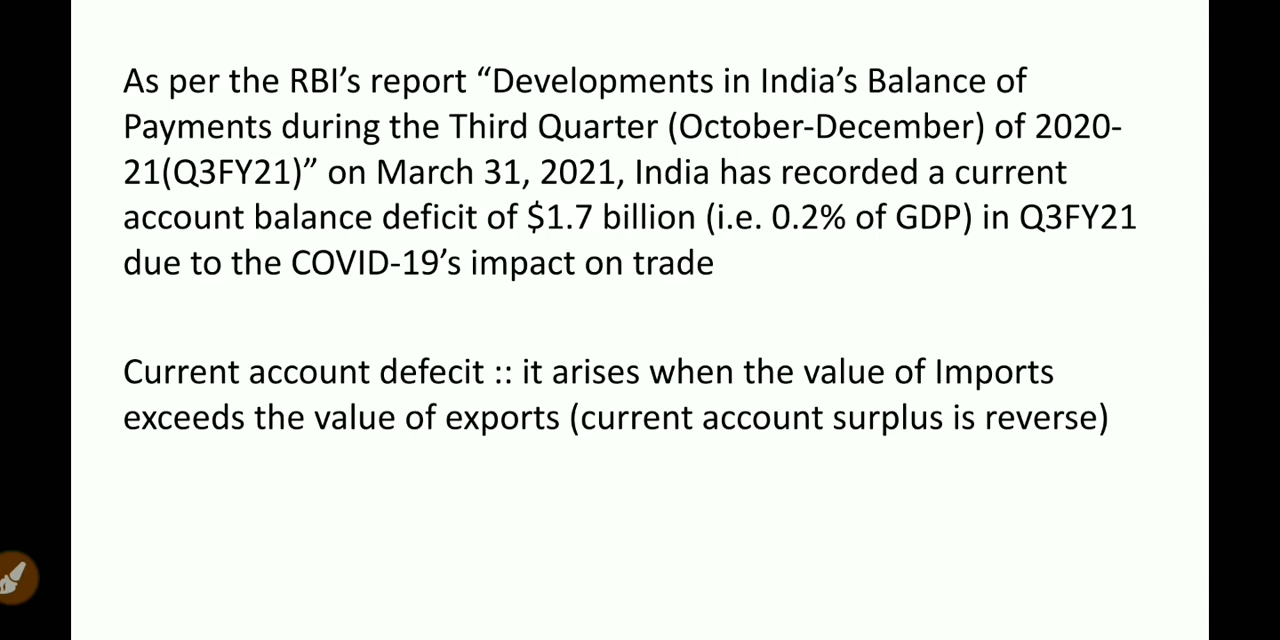 As per the RBI’s report “Developments in India’s Balance of
Payments during the Third Quarter (October-December) of 2020-
21(Q3FY21)” on March 31, 2021, India has recorded a current
account balance deficit of $1.7 billion (i.e. 0.2% of GDP) in Q3FY21
due to the COVID-19’s impact on trade
Current account defecit :: it arises when the value of Imports
exceeds the value of exports (current account surplus is reverse)